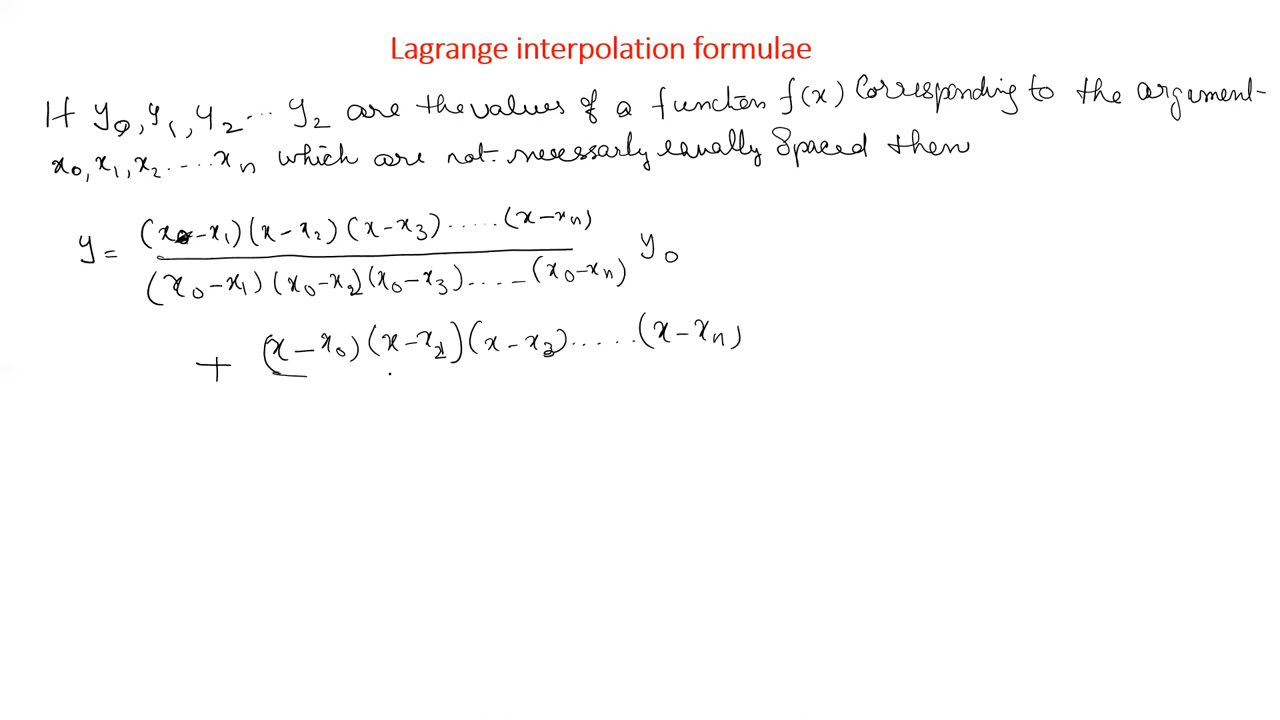 Lagrange interpolation formulae
If y₀, y₁, y₂ ... y₂ are the values of a function f(x) Corresponding to the argument
x₀, x₁, x₂ ..... xₙ which are not necessarly equally Spaced then
y = (x - x₁)(x - x₂)(x - x₃) ..... (x - xₙ)
(x₀ - x₁)(x₀ - x₂)(x₀ - x₃) ..... (x₀ - xₙ) y₀
+ (x - x₀)(x - x₂)(x - x₃) ..... (x - xₙ)